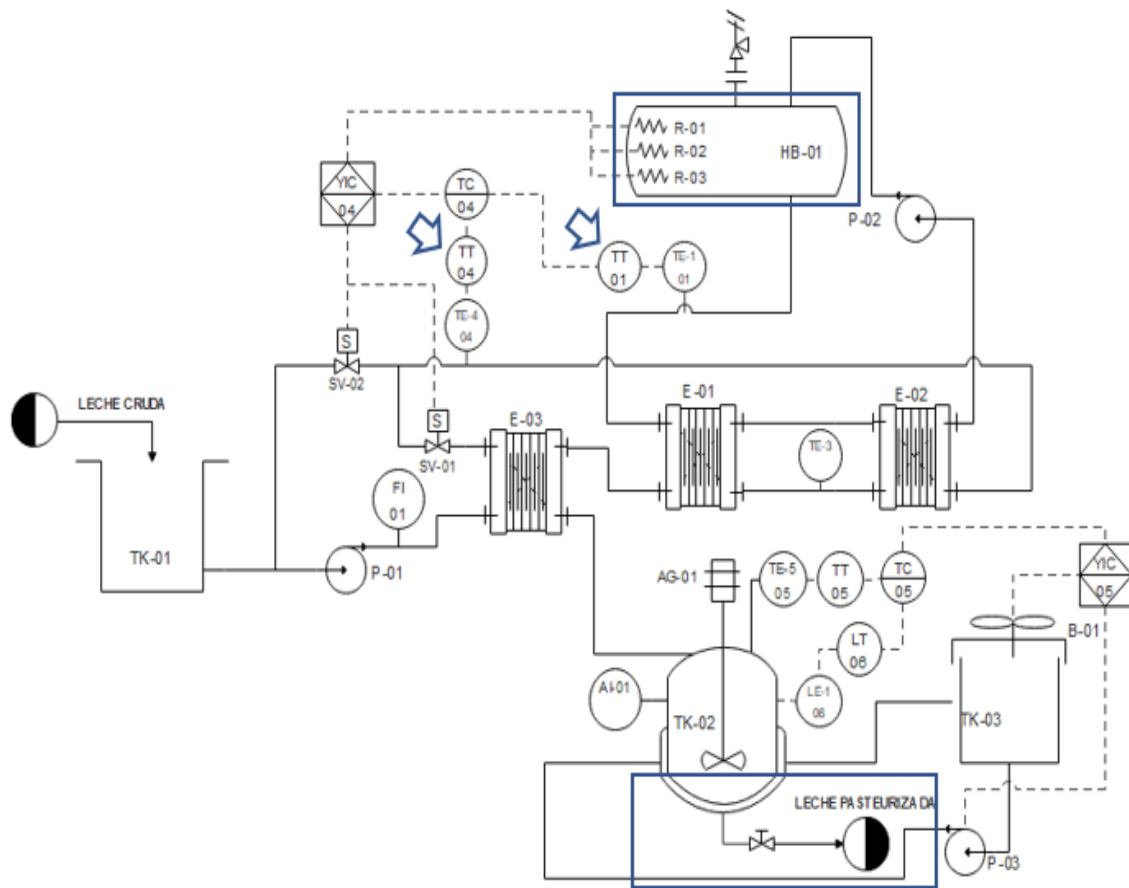 R-01
R-02
R-03
HB-01
YIC
04
TC
04
P-02
TT
04
TT
01
TE-1
01
TE-4
04
S
SV-02
E-01
E-02
LECHE CRUDA
S
E-03
SV-01
TE-3
FI
01
TK-01
P-01
AG-01
TE-5
05
TT
05
TC
05
YIC
05
B-01
LT
06
AI-01
LE-1
06
TK-02
TK-03
LECHE PASTEURIZADA
P-03